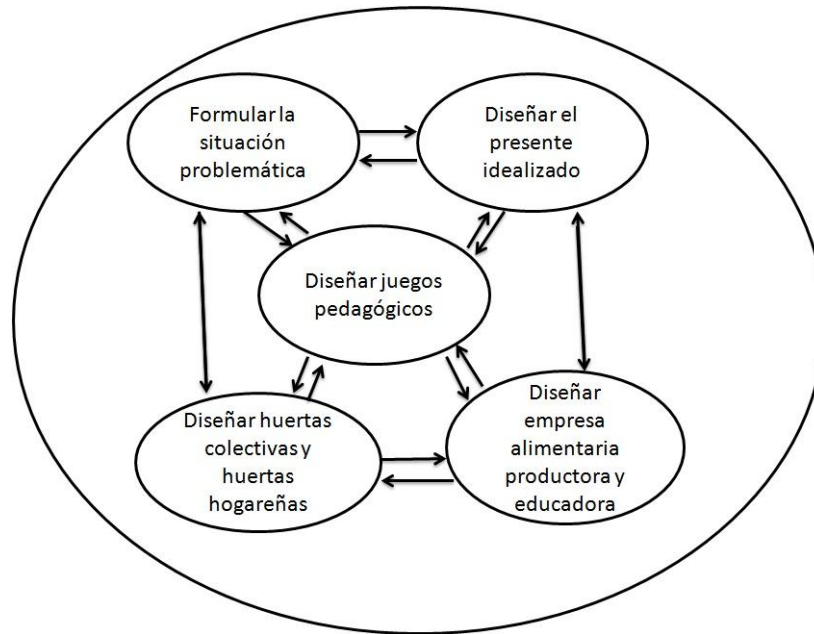 Formular la
situación
problemática
Diseñar el
presente
idealizado
Diseñar juegos
pedagógicos
Diseñar huertas
colectivas y
huertas
hogareñas
Diseñar
empresa
alimentaria
productora y
educadora